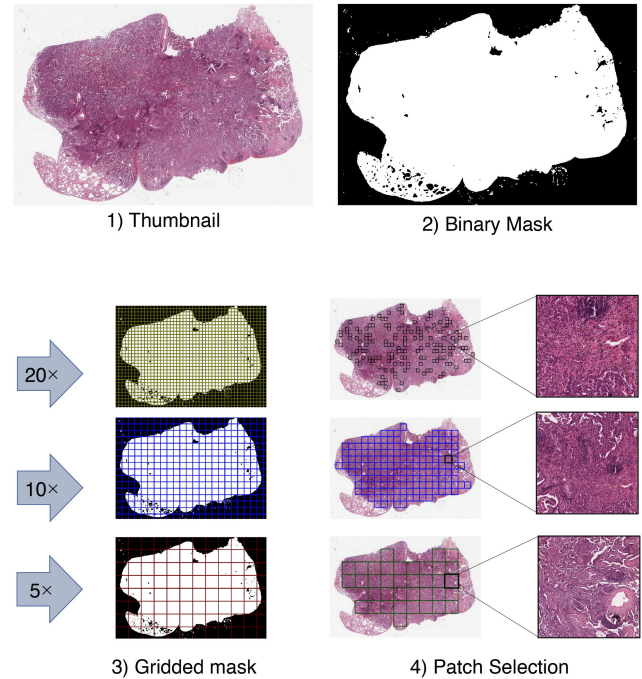 1) Thumbnail
2) Binary Mask
20×
10×
5×
3) Gridded mask
4) Patch Selection